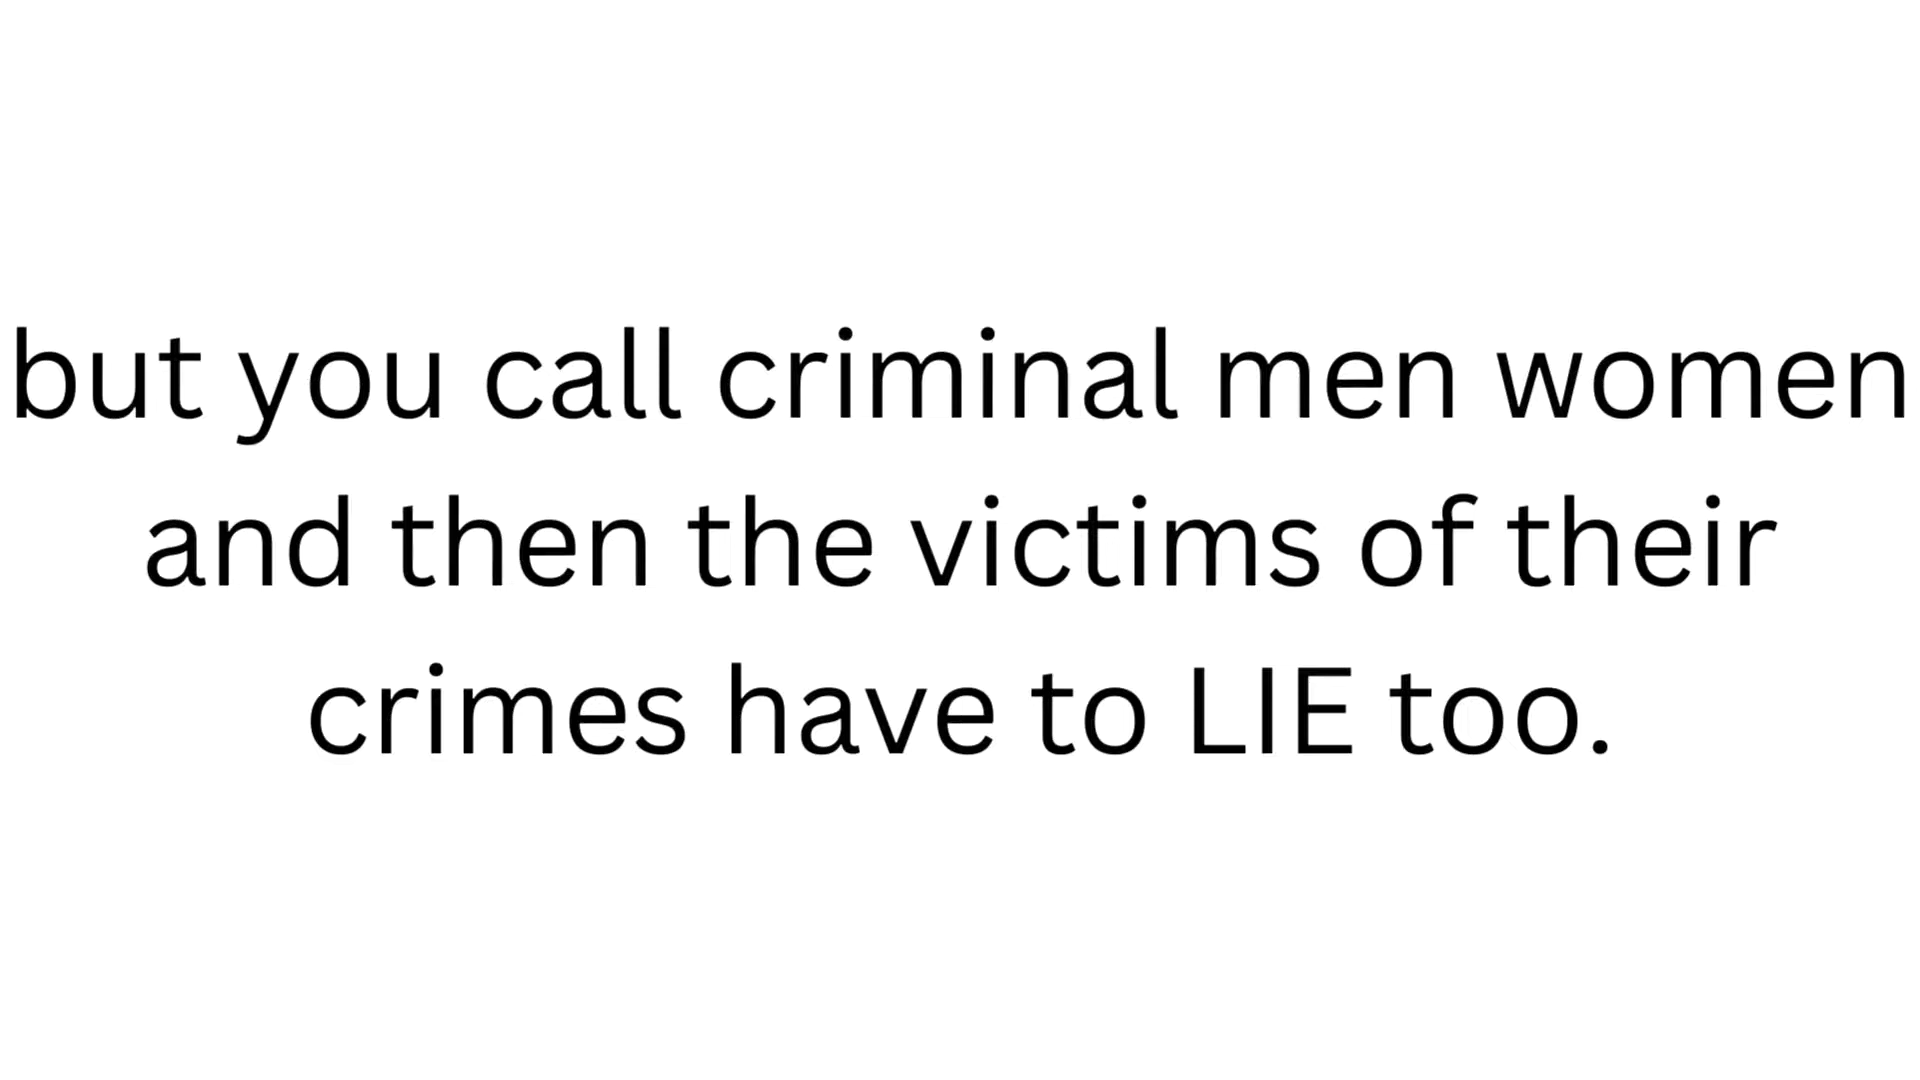 but you call criminal men women
and then the victims of their
crimes have to LIE too.